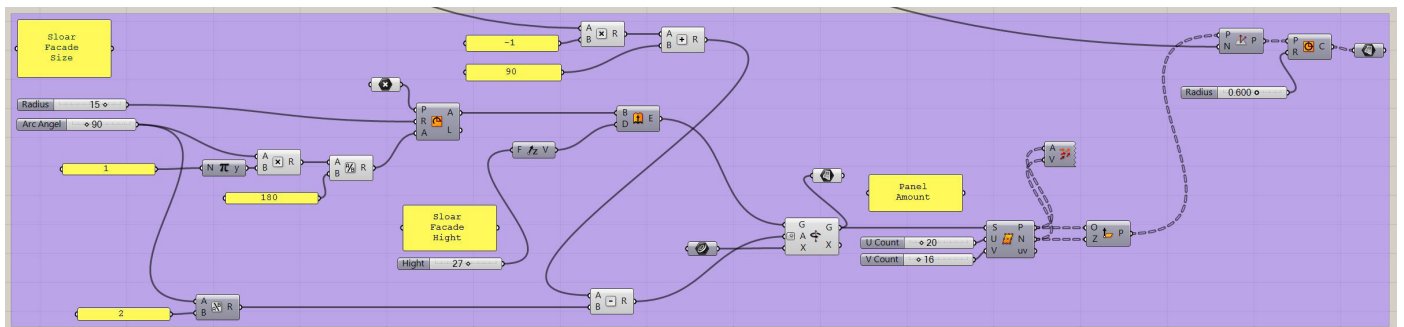 Sloar
Facade
Size
-1
90
A
B
R
A
B
R
P
N
P
P
R
C
Radius 0.600
Radius 15
Arc Angel 90
P
R
A
A
L
B
D
E
F
V
1
N
π
y
A
B
R
A
B
A/B
R
180
Sloar
Facade
Hight
Hight 27
Panel
Amount
A
V
G
A
X
G
X
U Count 20
V Count 16
S
U
V
P
N
uv
O
Z
P
2
A
B
R
A
B
R